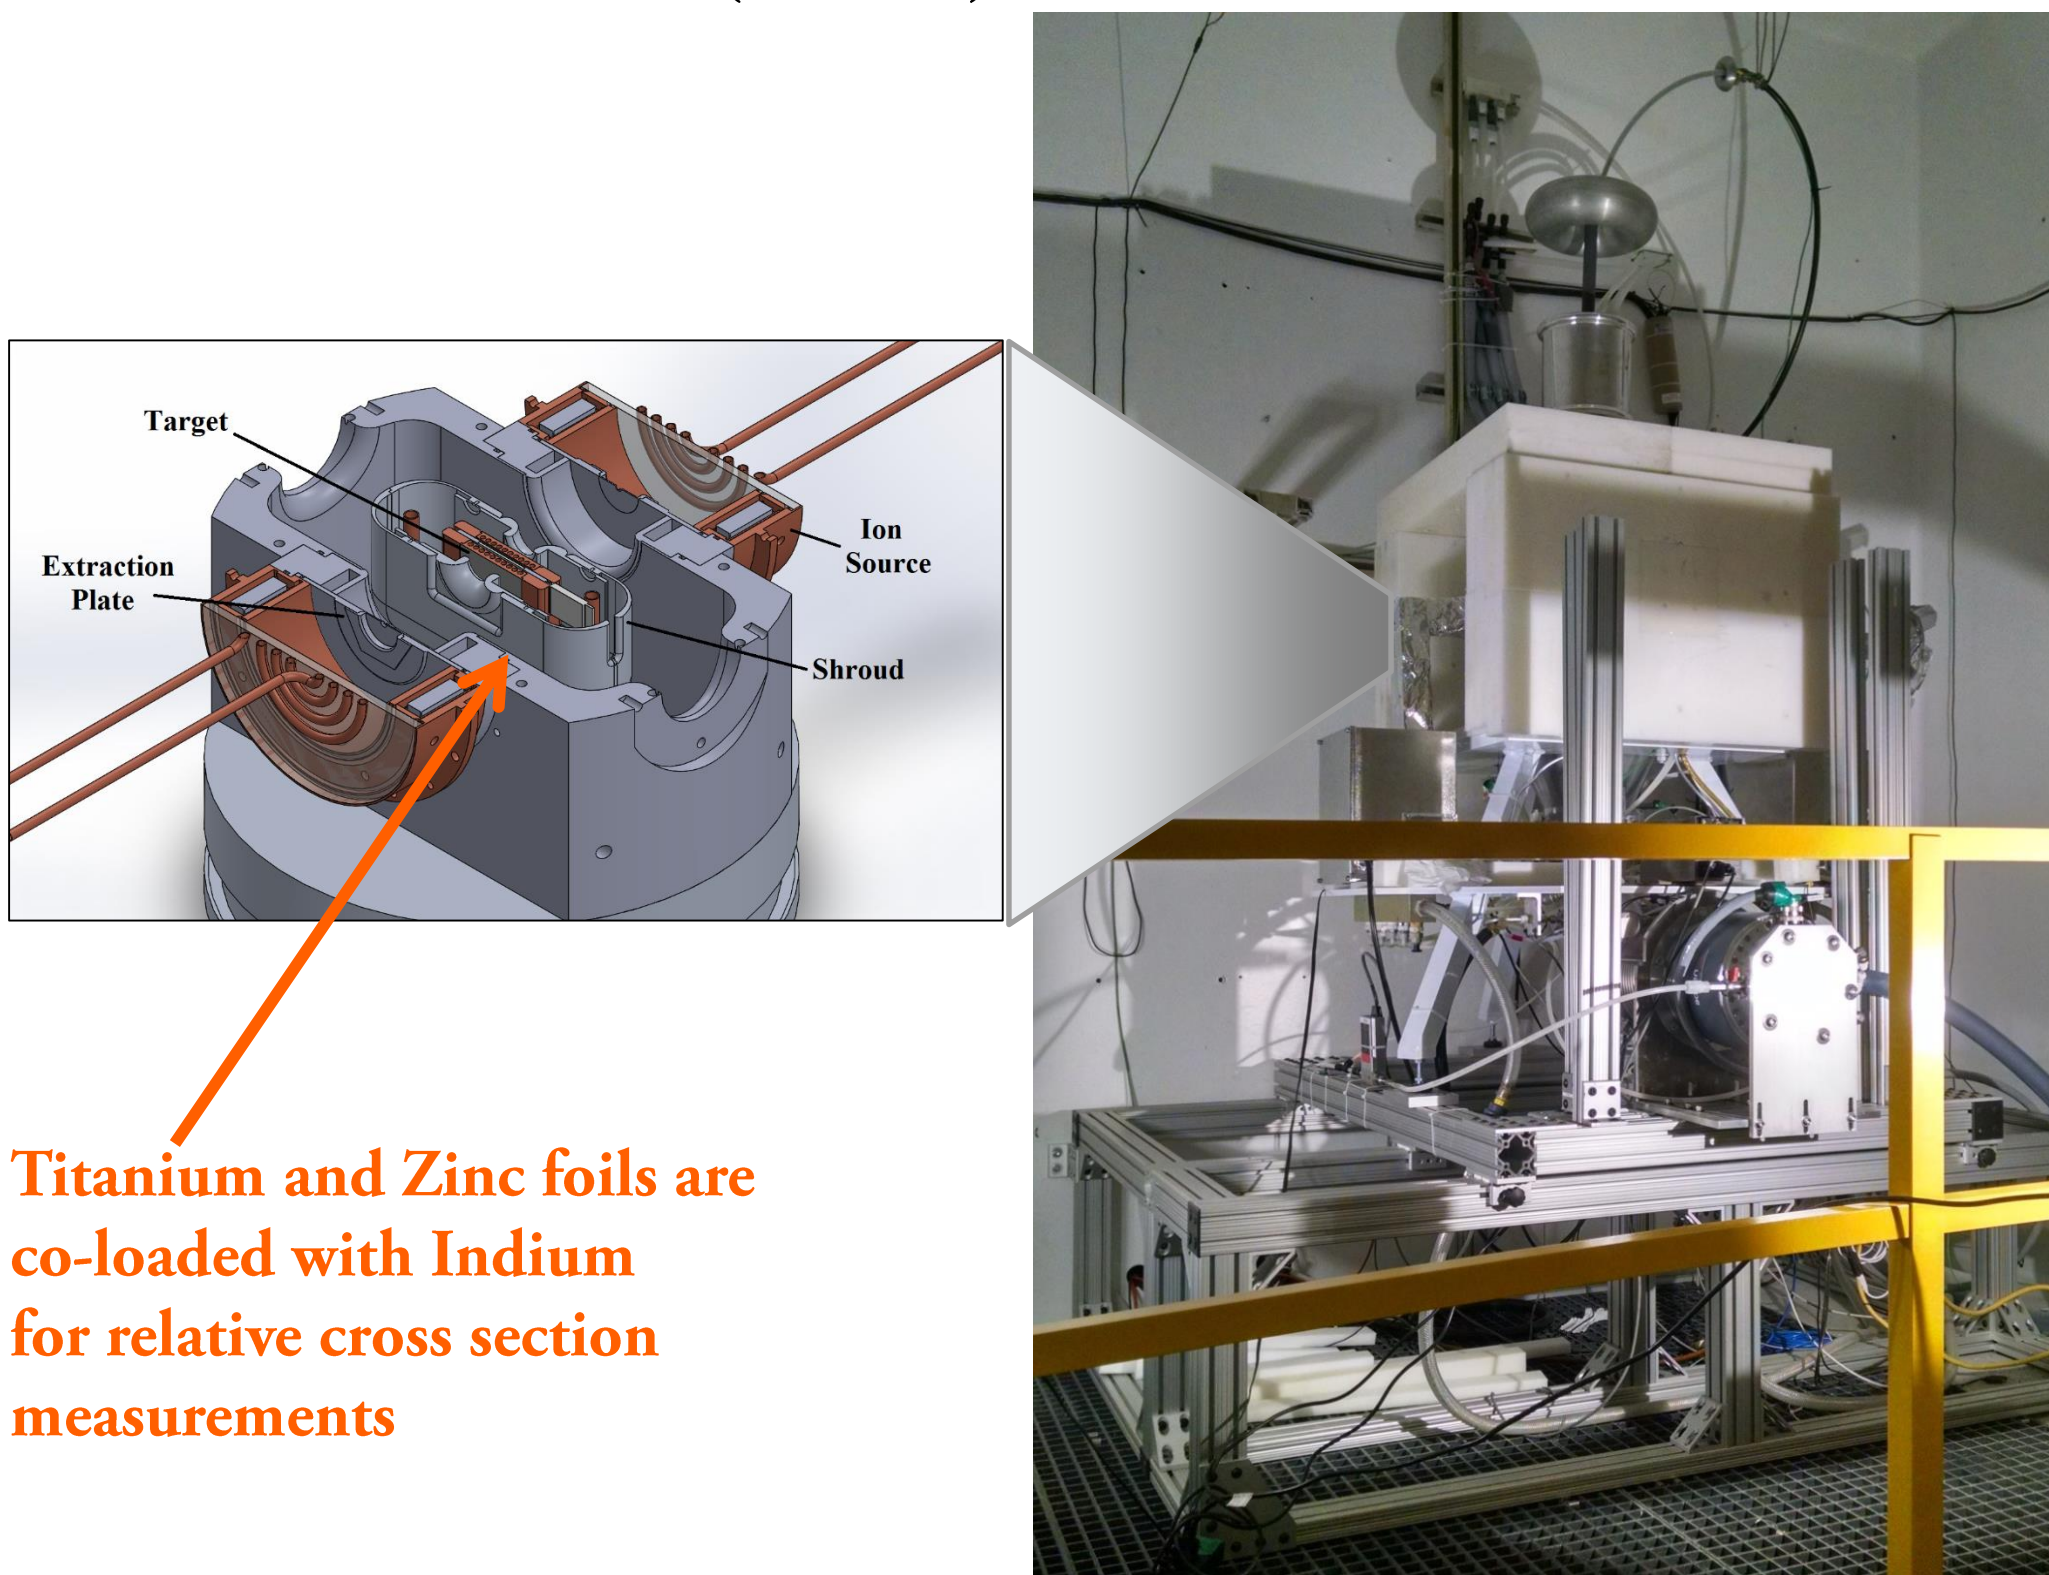 Target
Ion
Source
Extraction
Plate
Shroud
Titanium and Zinc foils are
co-loaded with Indium
for relative cross section
measurements